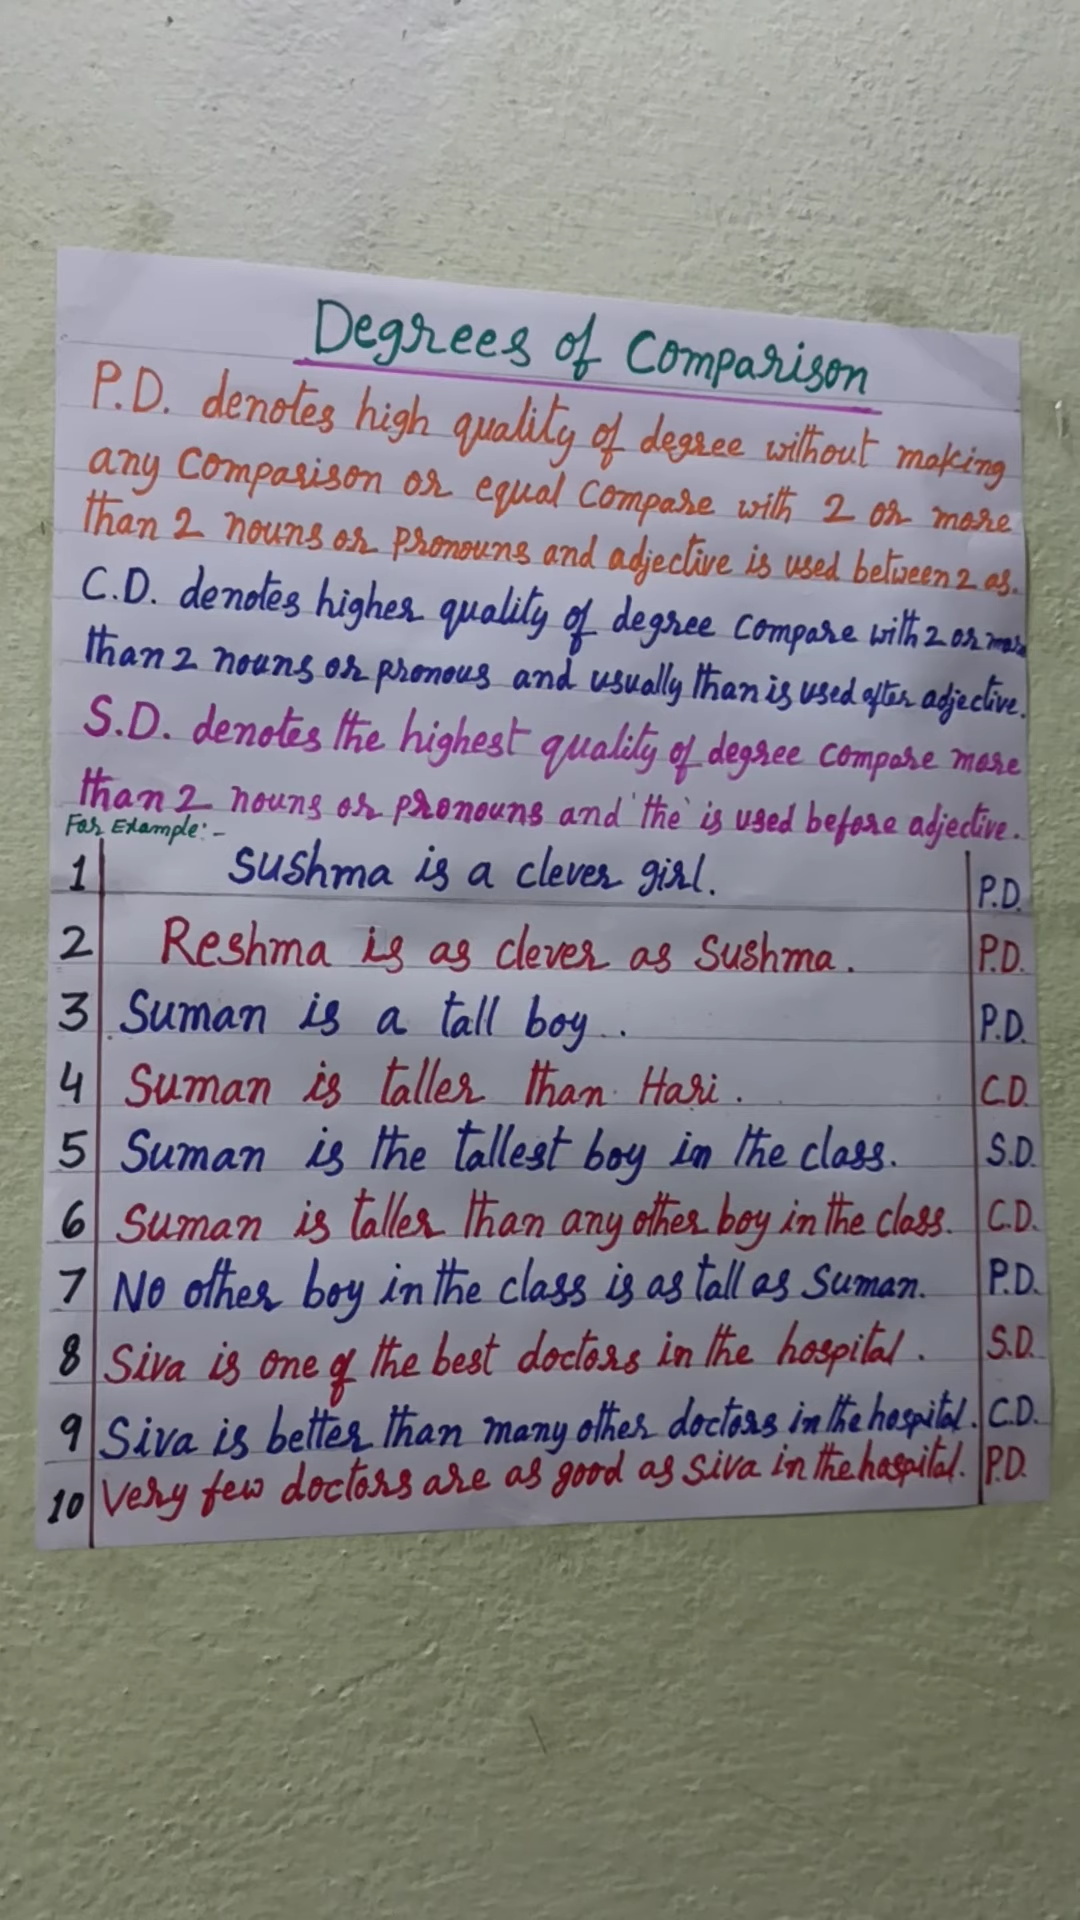 Degrees of Comparison
P.D. denotes high quality of degree without making
any Comparison or equal Compare with 2 or more
than 2 nouns or pronouns and adjective is used between 2 as.
C.D. denotes higher quality of degree Compare with 2 or more
than 2 nouns or pronous and usually than is used after adjective.
S.D. denotes the highest quality of degree compare more
than 2 nouns or pronouns and 'the' is used before adjective.
For Example:-
1 Sushma is a clever girl. P.D.
2 Reshma is as clever as Sushma. P.D.
3 Suman is a tall boy. P.D.
4 Suman is taller than Hari. C.D.
5 Suman is the tallest boy in the class. S.D.
6 Suman is taller than any other boy in the class. C.D.
7 No other boy in the class is as tall as Suman. P.D.
8 Siva is one of the best doctors in the hospital. S.D.
9 Siva is better than many other doctors in the hospital. C.D.
10 Very few doctors are as good as Siva in the hospital. P.D.